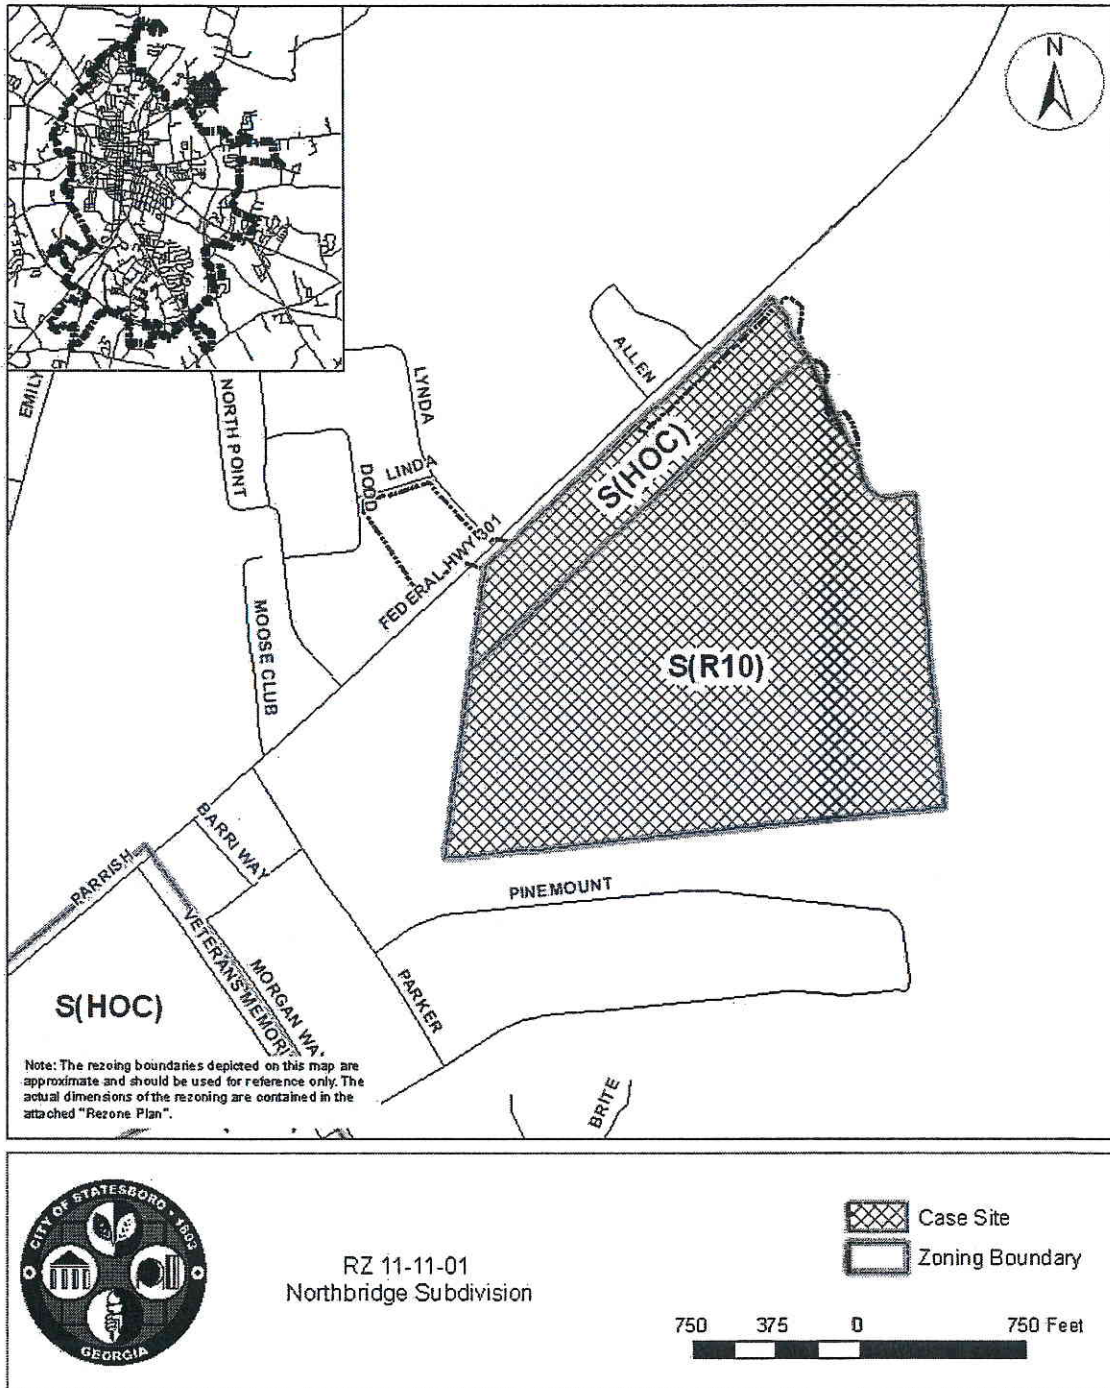 N
EMILY
NORTH POINT
LYNDA
LINDA
DODD
ALLEN
S(HOC)
FEDERAL HWY 301
MOOSE CLUB
S(R10)
BARRI WAY
PARRISH
PINEMOUNT
VETERANS MEMORI
MORGAN WAY
PARKER
S(HOC)
BRITE
Note: The rezoing boundaries depicted on this map are
approximate and should be used for reference only. The
actual dimensions of the rezoning are contained in the
attached "Rezone Plan".
CITY OF STATESBORO · 1803
GEORGIA
RZ 11-11-01
Northbridge Subdivision
Case Site
Zoning Boundary
750 375 0 750 Feet